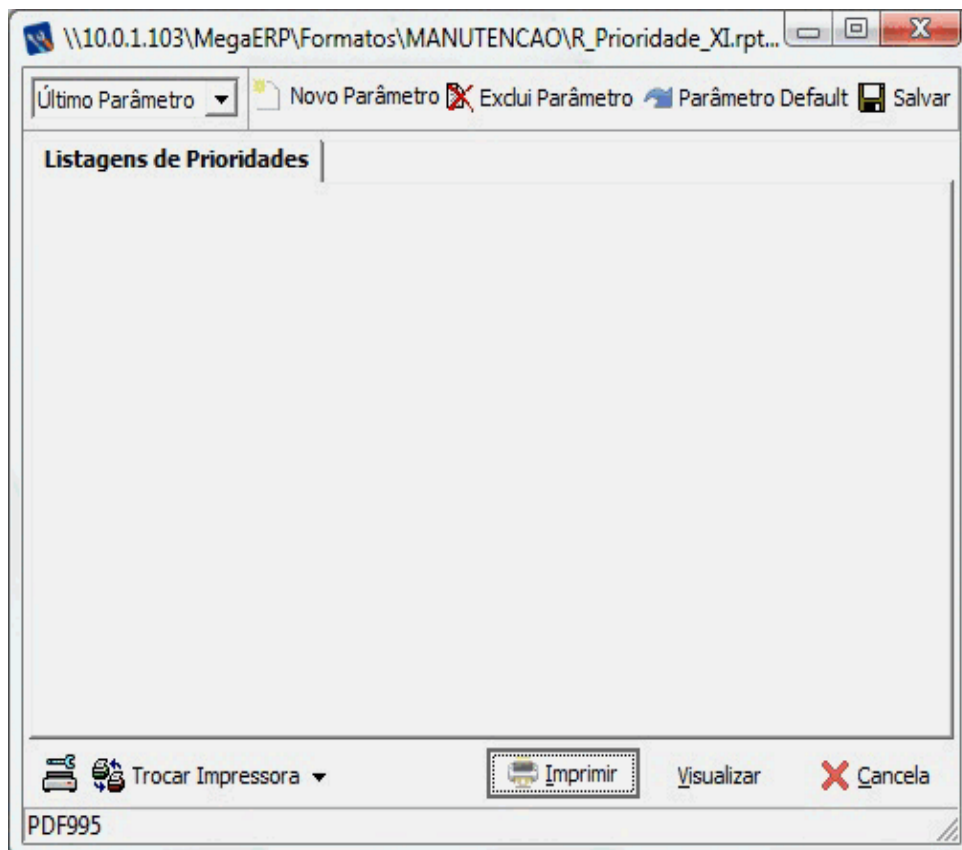 \\10.0.1.103\MegaERP\Formatos\MANUTENCAO\R_Prioridade_XI.rpt...
Último Parâmetro Novo Parâmetro Exclui Parâmetro Parâmetro Default Salvar
Listagens de Prioridades
Trocar Impressora Imprimir Visualizar Cancela
PDF995